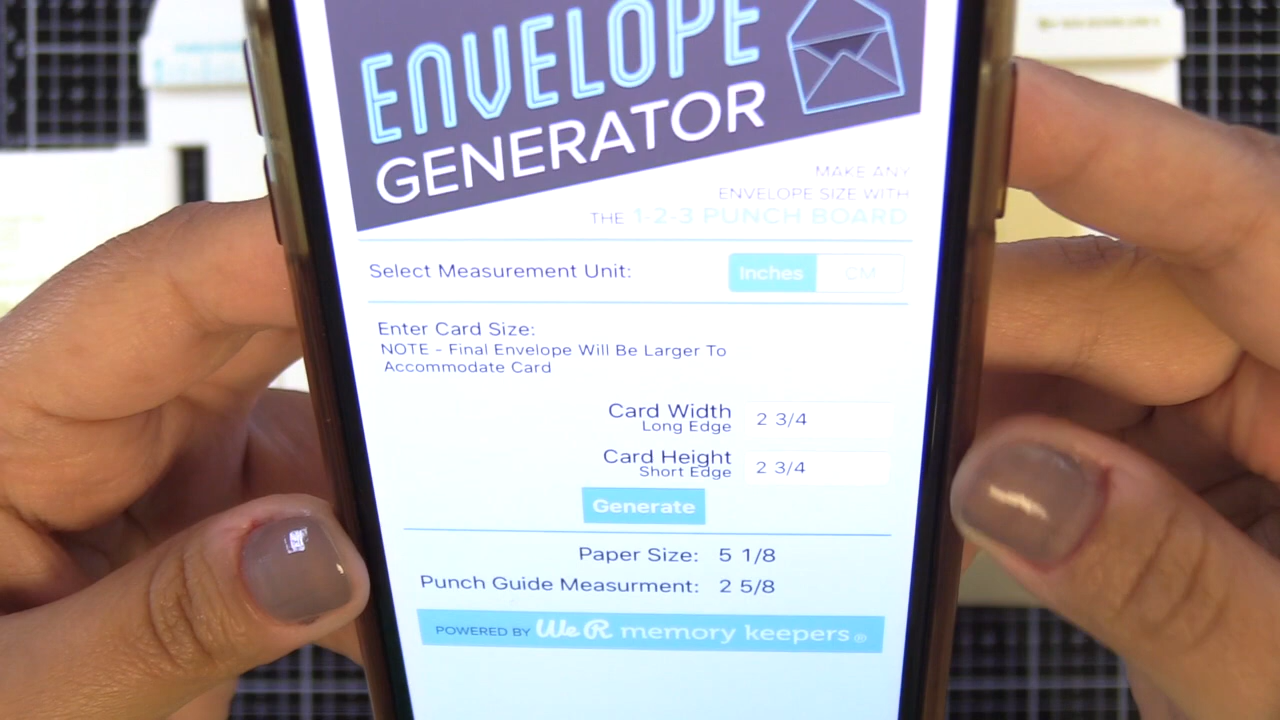 ENVELOPE
GENERATOR
MAKE ANY
ENVELOPE SIZE WITH
THE 1-2-3 PUNCH BOARD
Select Measurement Unit: Inches CM
Enter Card Size:
NOTE - Final Envelope Will Be Larger To
Accommodate Card
Card Width 2 3/4
Long Edge
Card Height 2 3/4
Short Edge
Generate
Paper Size: 5 1/8
Punch Guide Measurment: 2 5/8
POWERED BY We R memory keepers®